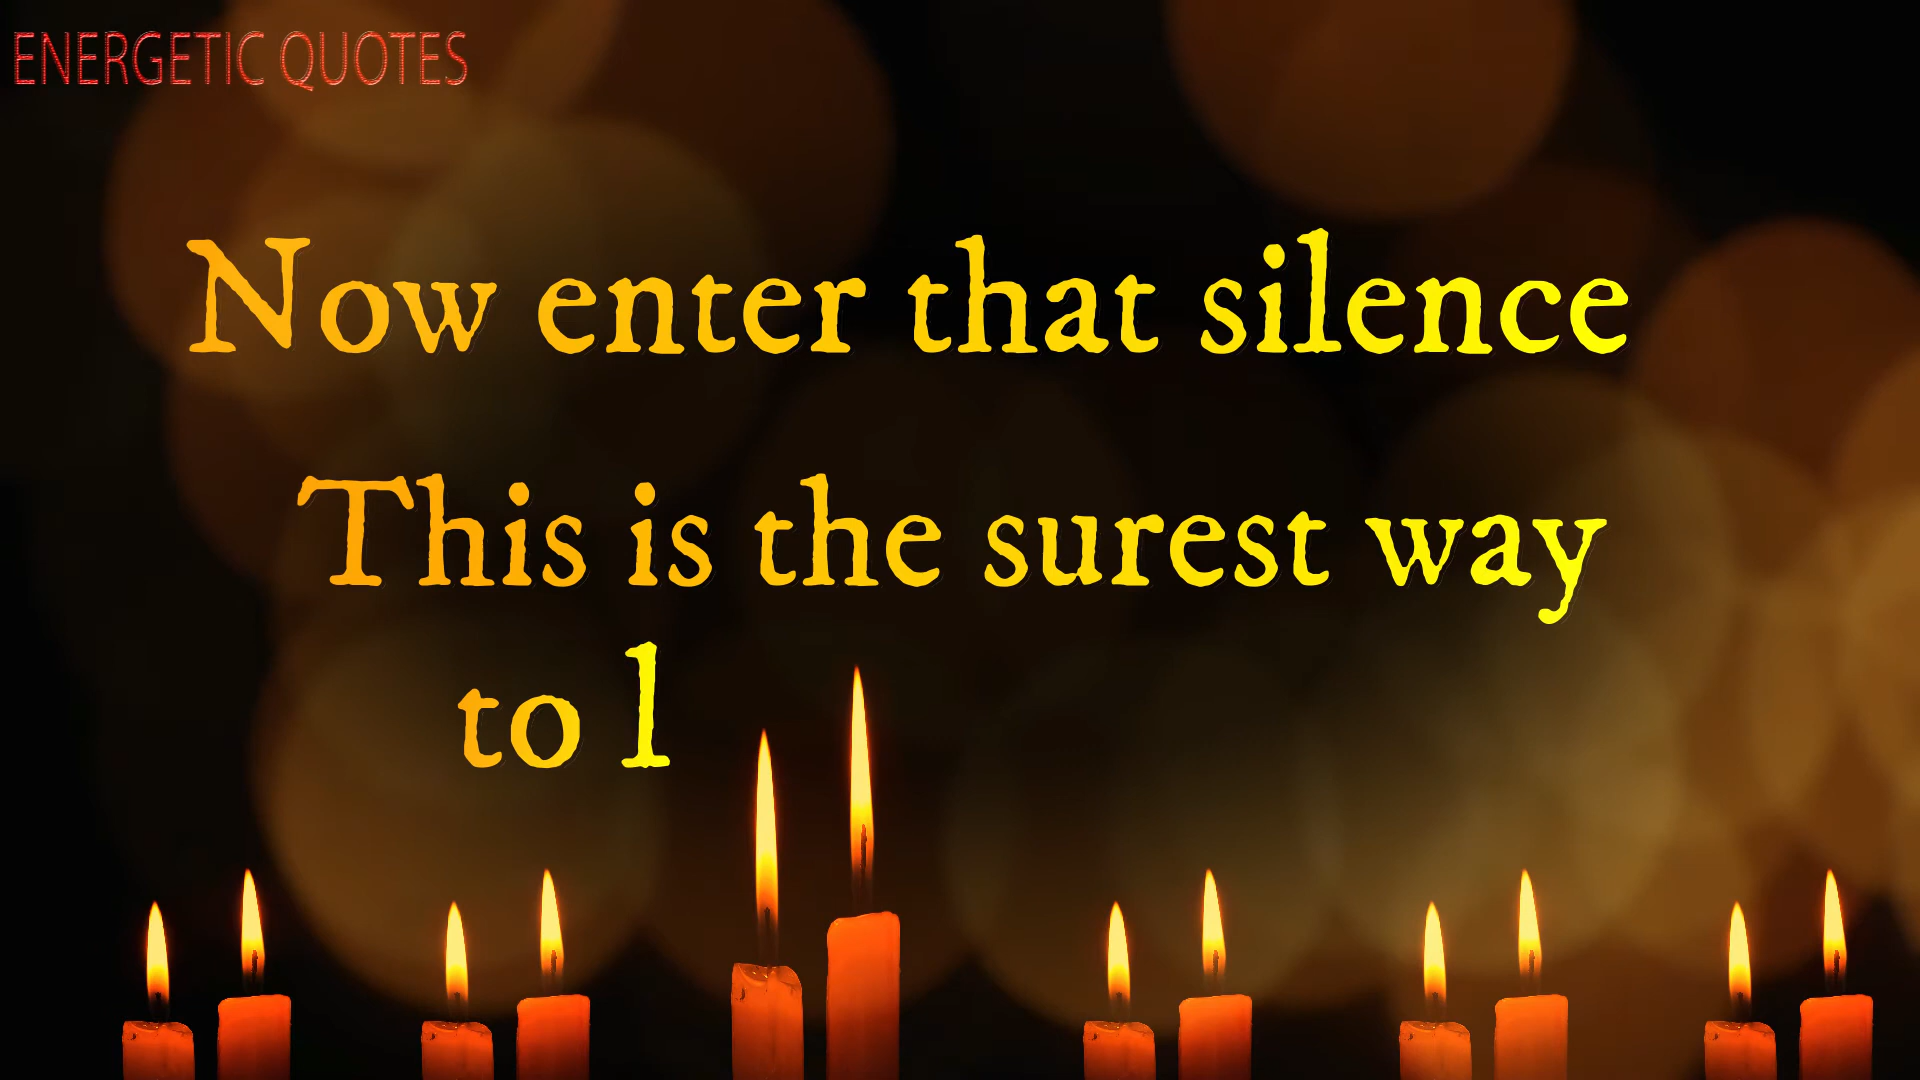 ENERGETIC QUOTES
Now enter that silence
This is the surest way
to l